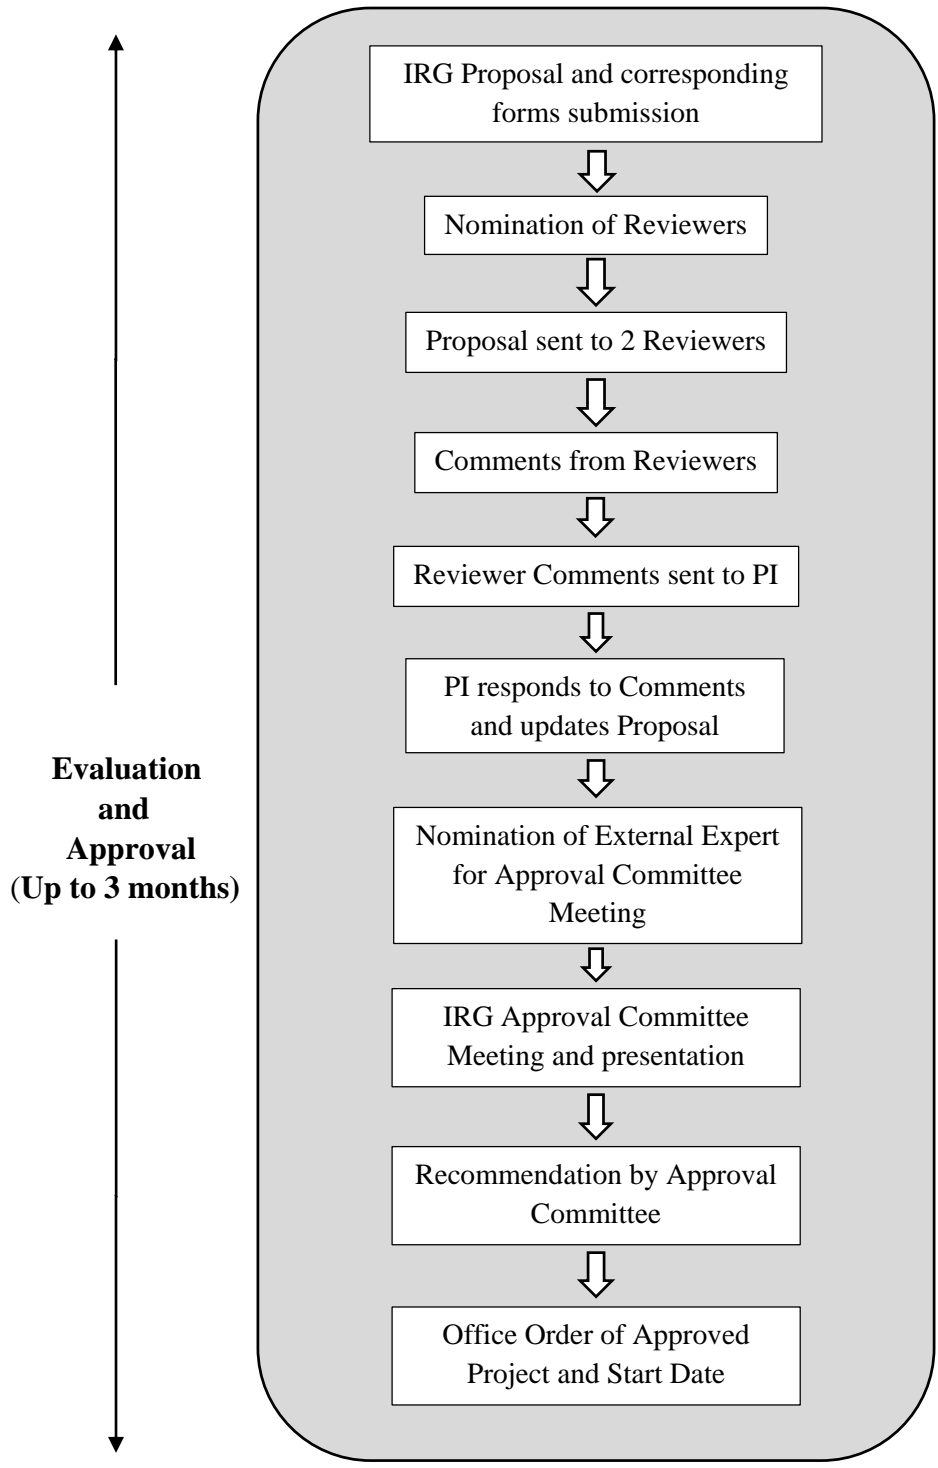 IRG Proposal and corresponding
forms submission
Nomination of Reviewers
Proposal sent to 2 Reviewers
Comments from Reviewers
Reviewer Comments sent to PI
PI responds to Comments
and updates Proposal
Evaluation
and
Approval
(Up to 3 months)
Nomination of External Expert
for Approval Committee
Meeting
IRG Approval Committee
Meeting and presentation
Recommendation by Approval
Committee
Office Order of Approved
Project and Start Date